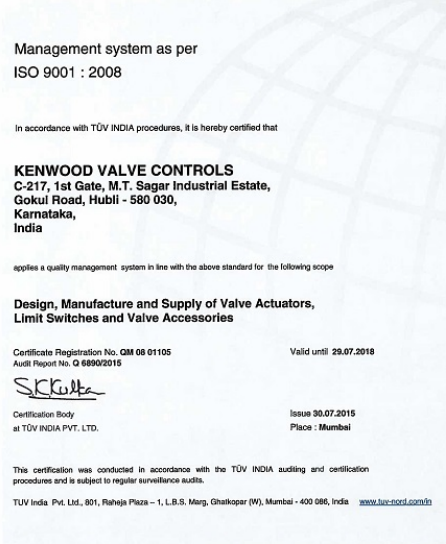 Management system as per
ISO 9001 : 2008
In accordance with TÜV INDIA procedures, it is hereby certified that
KENWOOD VALVE CONTROLS
C-217, 1st Gate, M.T. Sagar Industrial Estate,
Gokul Road, Hubli - 580 030,
Karnataka,
India
applies a quality management system in line with the above standard for the following scope
Design, Manufacture and Supply of Valve Actuators,
Limit Switches and Valve Accessories
Certificate Registration No. QM 08 01105
Valid until 29.07.2018
Audit Report No. Q 6890/2015
Certification Body
Issue 30.07.2015
at TÜV INDIA PVT. LTD.
Place : Mumbai
This certification was conducted in accordance with the TÜV INDIA auditing and certification
procedures and is subject to regular surveillance audits.
TUV India Pvt. Ltd., 801, Raheja Plaza – 1, L.B.S. Marg, Ghatkopar (W), Mumbai - 400 086, India www.tuv-nord.com/in